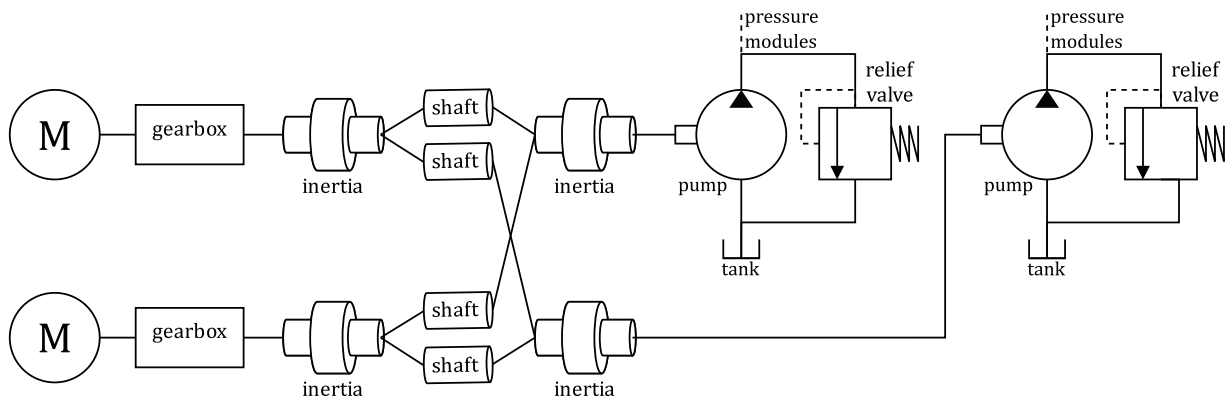 pressure
modules
relief
valve
M
gearbox
inertia
shaft
shaft
inertia
pump
tank
pressure
modules
relief
valve
pump
tank
M
gearbox
inertia
shaft
shaft
inertia